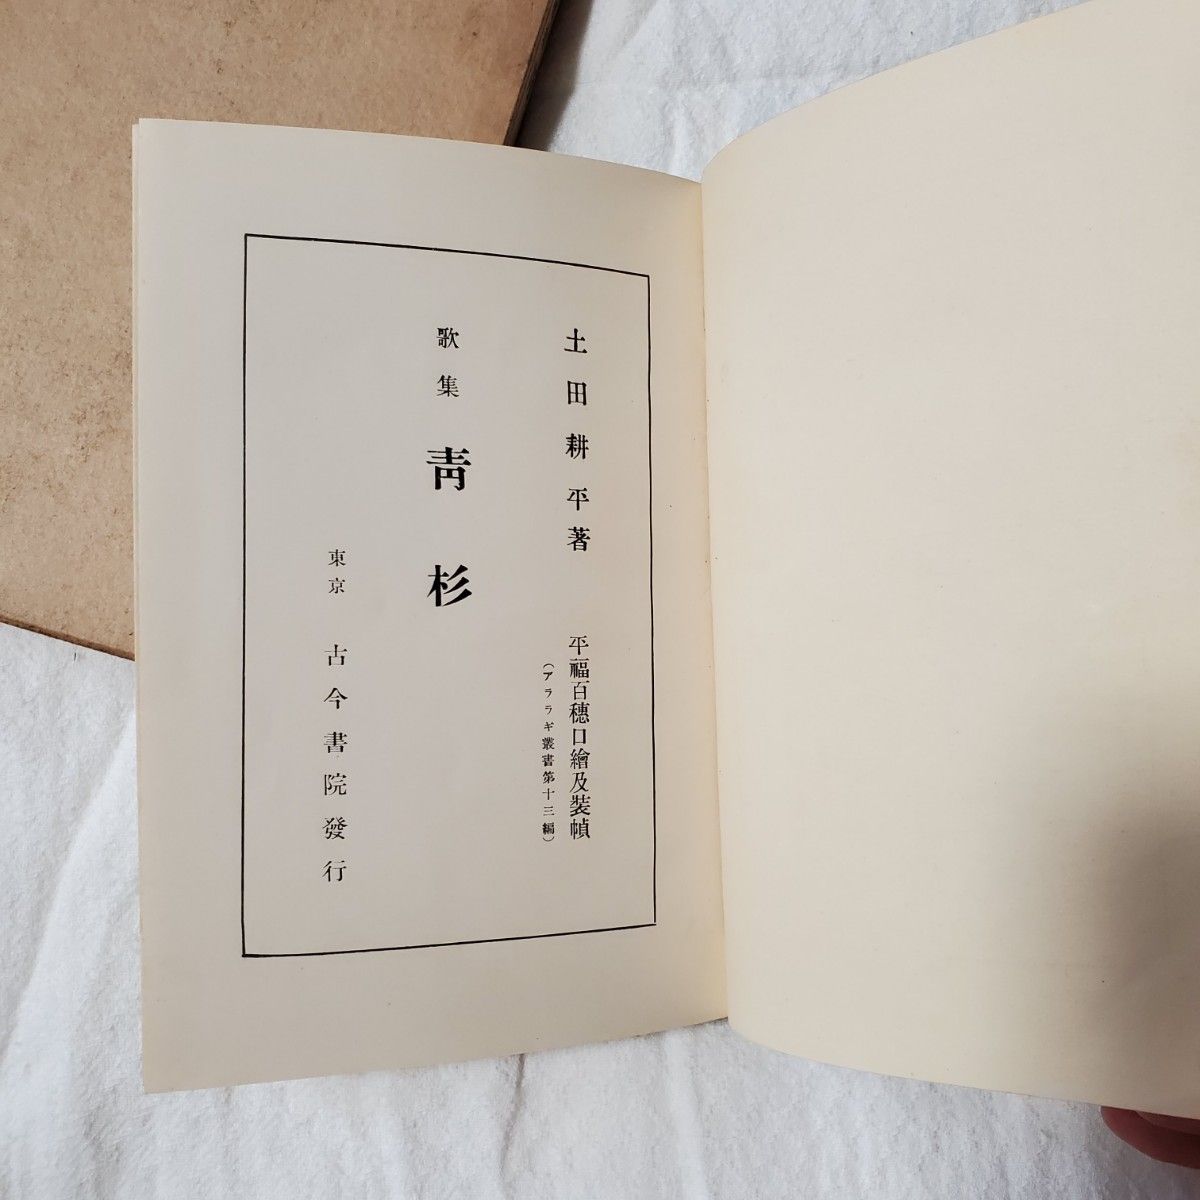 土田耕平著
平福百穗口繪及裝幀
（アララギ叢書第十三編）
歌集 靑杉
東京 古今書院發行